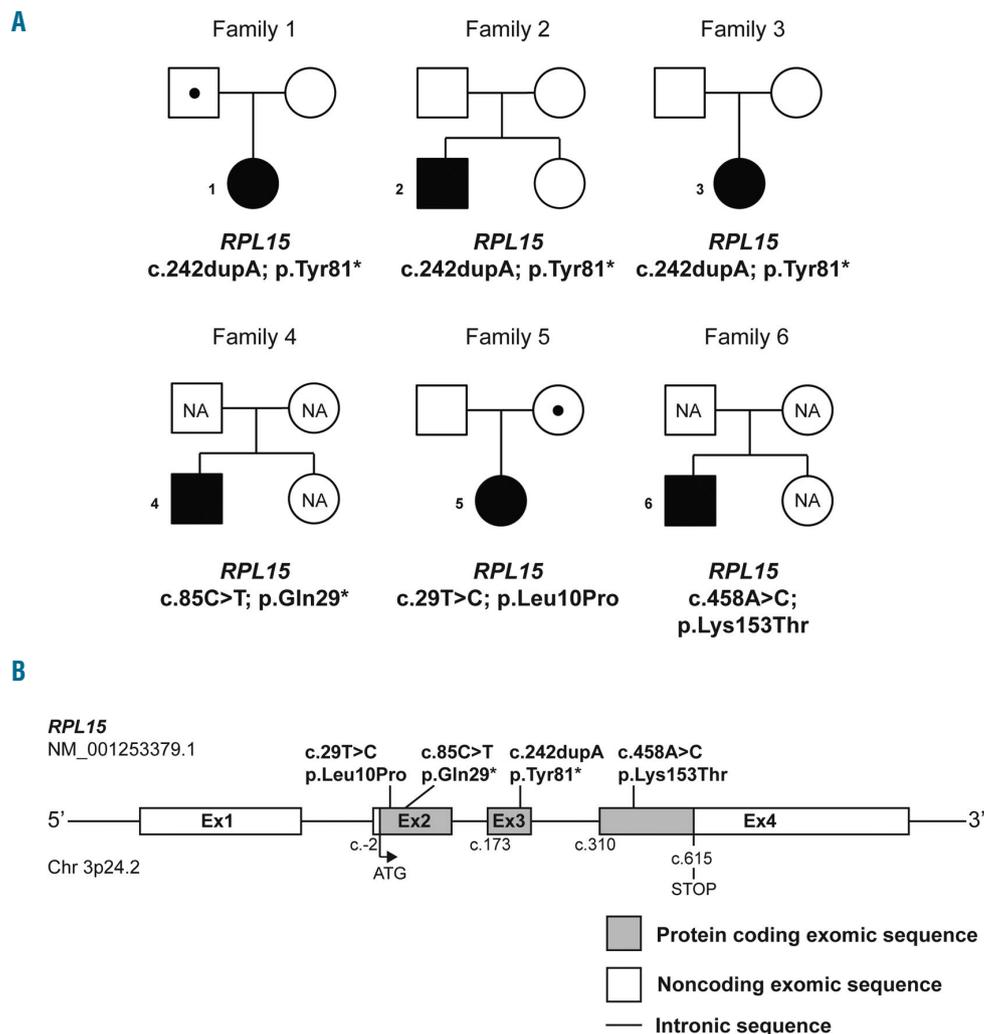 A
Family 1
Family 2
Family 3
1
2
3
RPL15
c.242dupA; p.Tyr81*
RPL15
c.242dupA; p.Tyr81*
RPL15
c.242dupA; p.Tyr81*
Family 4
Family 5
Family 6
NA
NA
NA
NA
4
NA
5
6
NA
RPL15
c.85C>T; p.Gln29*
RPL15
c.29T>C; p.Leu10Pro
RPL15
c.458A>C;
p.Lys153Thr
B
RPL15
NM_001253379.1
c.29T>C
p.Leu10Pro
c.85C>T
p.Gln29*
c.242dupA
p.Tyr81*
c.458A>C
p.Lys153Thr
5'
Ex1
Ex2
Ex3
Ex4
3'
c.-2
c.173
c.310
c.615
ATG
STOP
Chr 3p24.2
Protein coding exomic sequence
Noncoding exomic sequence
Intronic sequence